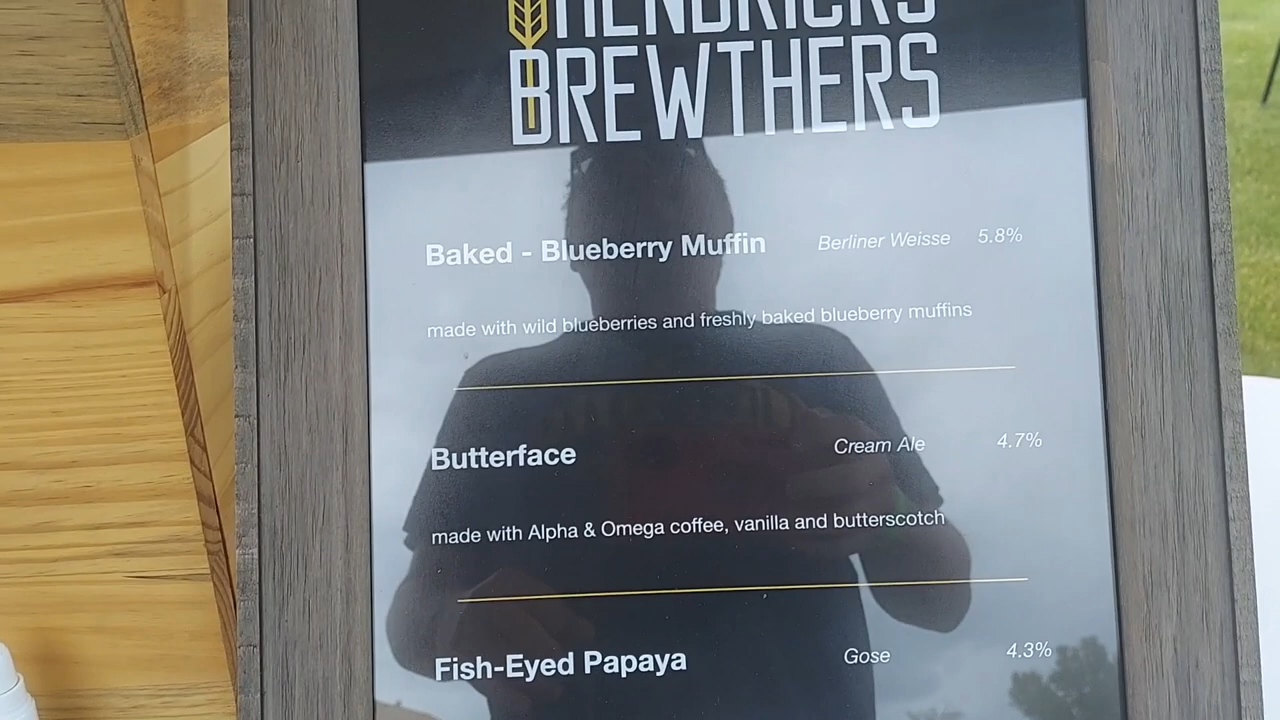 HENDRICKS
BREWTHERS
Baked - Blueberry Muffin Berliner Weisse 5.8%
made with wild blueberries and freshly baked blueberry muffins
Butterface Cream Ale 4.7%
made with Alpha & Omega coffee, vanilla and butterscotch
Fish-Eyed Papaya Gose 4.3%